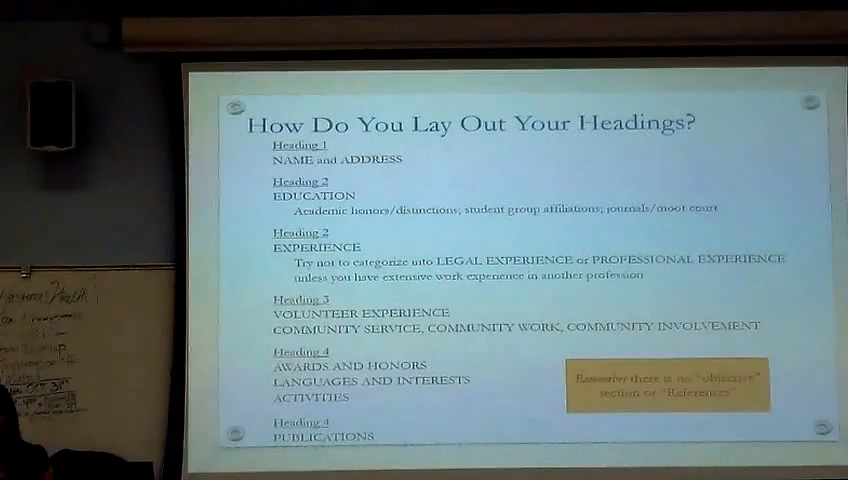 How Do You Lay Out Your Headings?
Heading 1
NAME and ADDRESS
Heading 2
EDUCATION
Academic honors/distinctions; student group affiliations; journals/moot court
Heading 2
EXPERIENCE
Try not to categorize into LEGAL EXPERIENCE or PROFESSIONAL EXPERIENCE
unless you have extensive work experience in another profession
Heading 3
VOLUNTEER EXPERIENCE
COMMUNITY SERVICE, COMMUNITY WORK, COMMUNITY INVOLVEMENT
Heading 4
AWARDS AND HONORS
LANGUAGES AND INTERESTS
ACTIVITIES
Heading 4
PUBLICATIONS
Remember there is no "objective"
section or "References"
Health